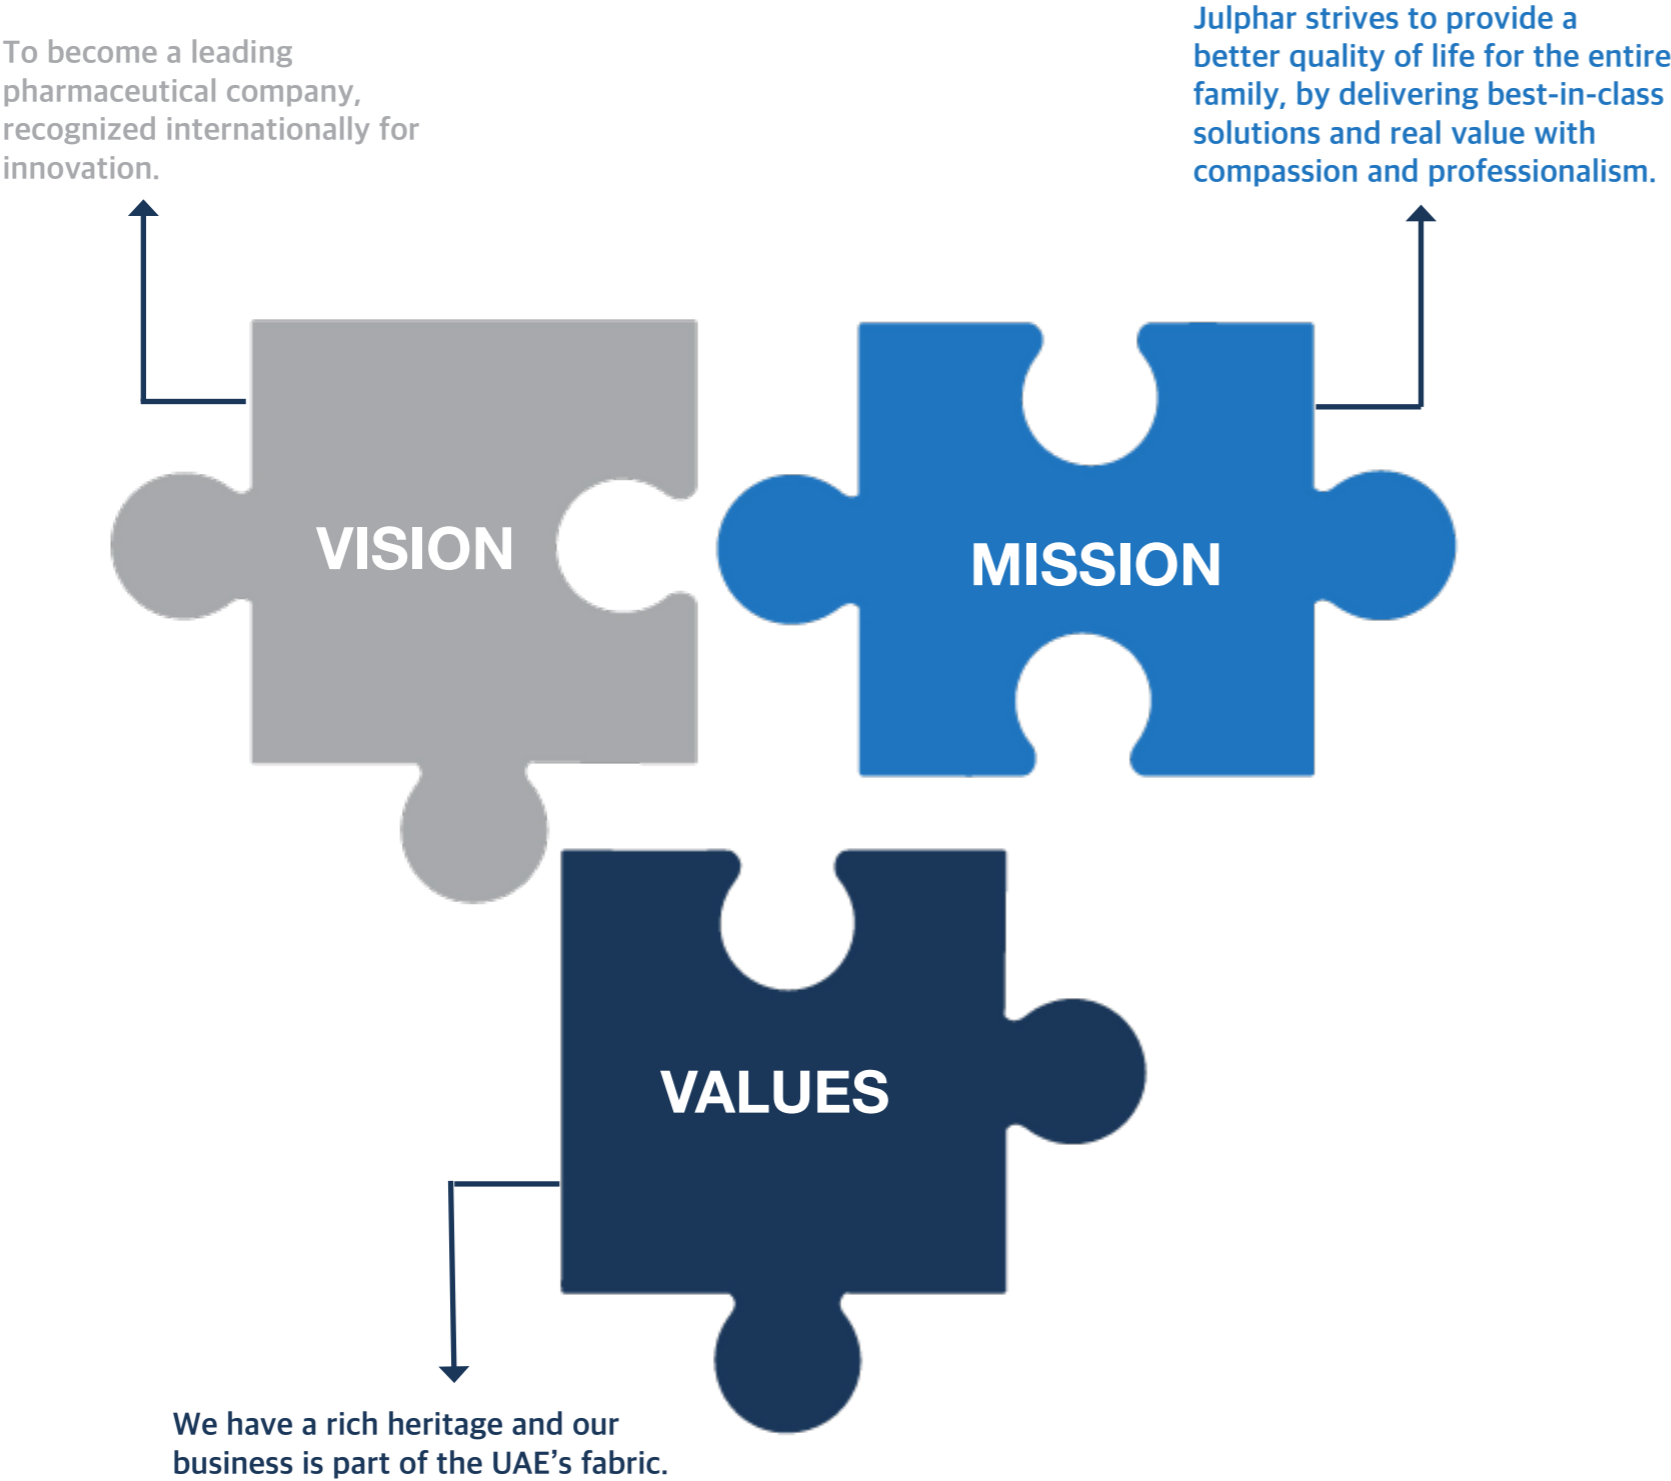 To become a leading
pharmaceutical company,
recognized internationally for
innovation.
Julphar strives to provide a
better quality of life for the entire
family, by delivering best-in-class
solutions and real value with
compassion and professionalism.
VISION
MISSION
VALUES
We have a rich heritage and our
business is part of the UAE’s fabric.